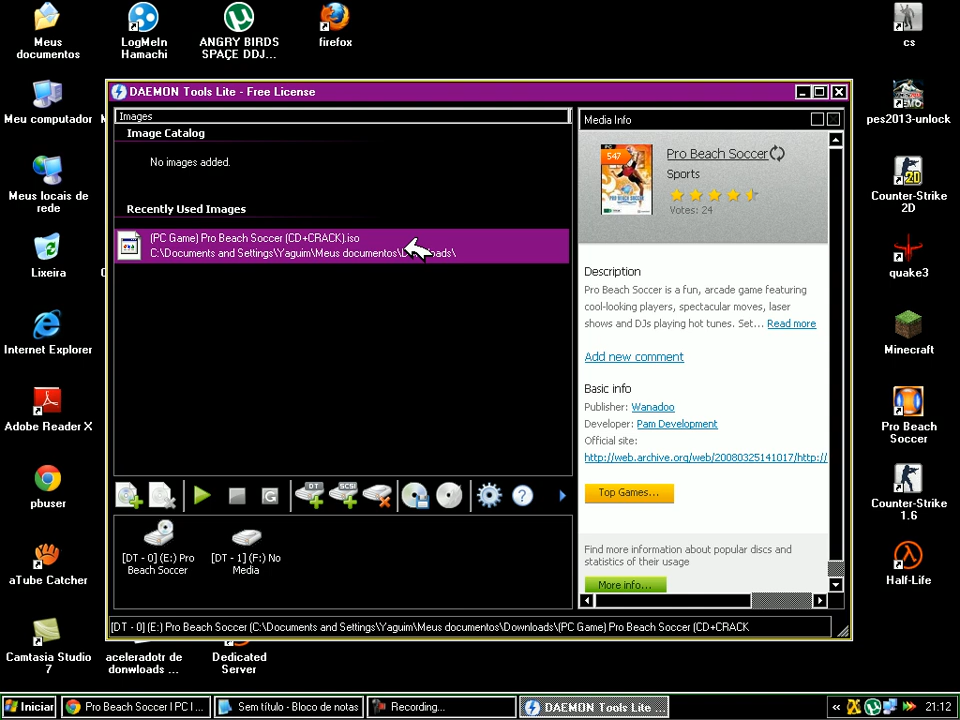 Meus
documentos
LogMeIn
Hamachi
ANGRY BIRDS
SPACE DDJ...
firefox
cs
Meu computador
pes2013-unlock
Meus locais de
rede
Counter-Strike
2D
Lixeira
quake3
Internet Explorer
Minecraft
Adobe Reader X
Pro Beach
Soccer
pbuser
Counter-Strike
1.6
aTube Catcher
Half-Life
Camtasia Studio
7
aceleradotr de
donwloads ...
Dedicated
Server
DAEMON Tools Lite - Free License
Images
Image Catalog
No images added.
Recently Used Images
(PC Game) Pro Beach Soccer (CD+CRACK).iso
C:\Documents and Settings\Yaguim\Meus documentos\Downloads\
DT
SCSI
[DT - 0] (E:) Pro
Beach Soccer
[DT - 1] (F:) No
Media
Media Info
547
Pro Beach Soccer
Sports
Votes: 24
Description
Pro Beach Soccer is a fun, arcade game featuring
cool-looking players, spectacular moves, laser
shows and DJs playing hot tunes. Set... Read more
Add new comment
Basic info
Publisher: Wanadoo
Developer: Pam Development
Official site:
http://web.archive.org/web/20080325141017/http://
Top Games...
Find more information about popular discs and
statistics of their usage
More info...
[DT - 0] (E:) Pro Beach Soccer (C:\Documents and Settings\Yaguim\Meus documentos\Downloads\(PC Game) Pro Beach Soccer (CD+CRACK
Iniciar
Pro Beach Soccer | PC | ...
Sem título - Bloco de notas
Recording...
DAEMON Tools Lite ...
21:12